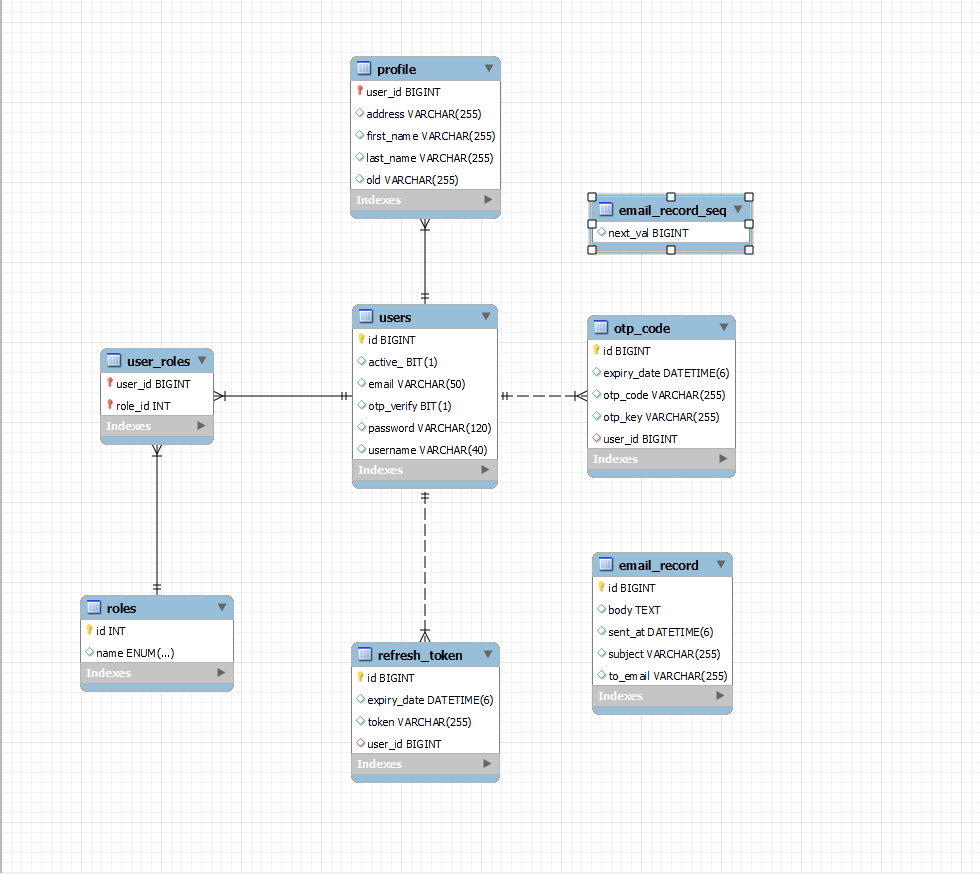 profile
user_id BIGINT
address VARCHAR(255)
first_name VARCHAR(255)
last_name VARCHAR(255)
old VARCHAR(255)
Indexes
email_record_seq
next_val BIGINT
users
id BIGINT
active_ BIT(1)
email VARCHAR(50)
otp_verify BIT(1)
password VARCHAR(120)
username VARCHAR(40)
Indexes
otp_code
id BIGINT
expiry_date DATETIME(6)
otp_code VARCHAR(255)
otp_key VARCHAR(255)
user_id BIGINT
Indexes
user_roles
user_id BIGINT
role_id INT
Indexes
email_record
id BIGINT
body TEXT
sent_at DATETIME(6)
subject VARCHAR(255)
to_email VARCHAR(255)
Indexes
roles
id INT
name ENUM(...)
Indexes
refresh_token
id BIGINT
expiry_date DATETIME(6)
token VARCHAR(255)
user_id BIGINT
Indexes